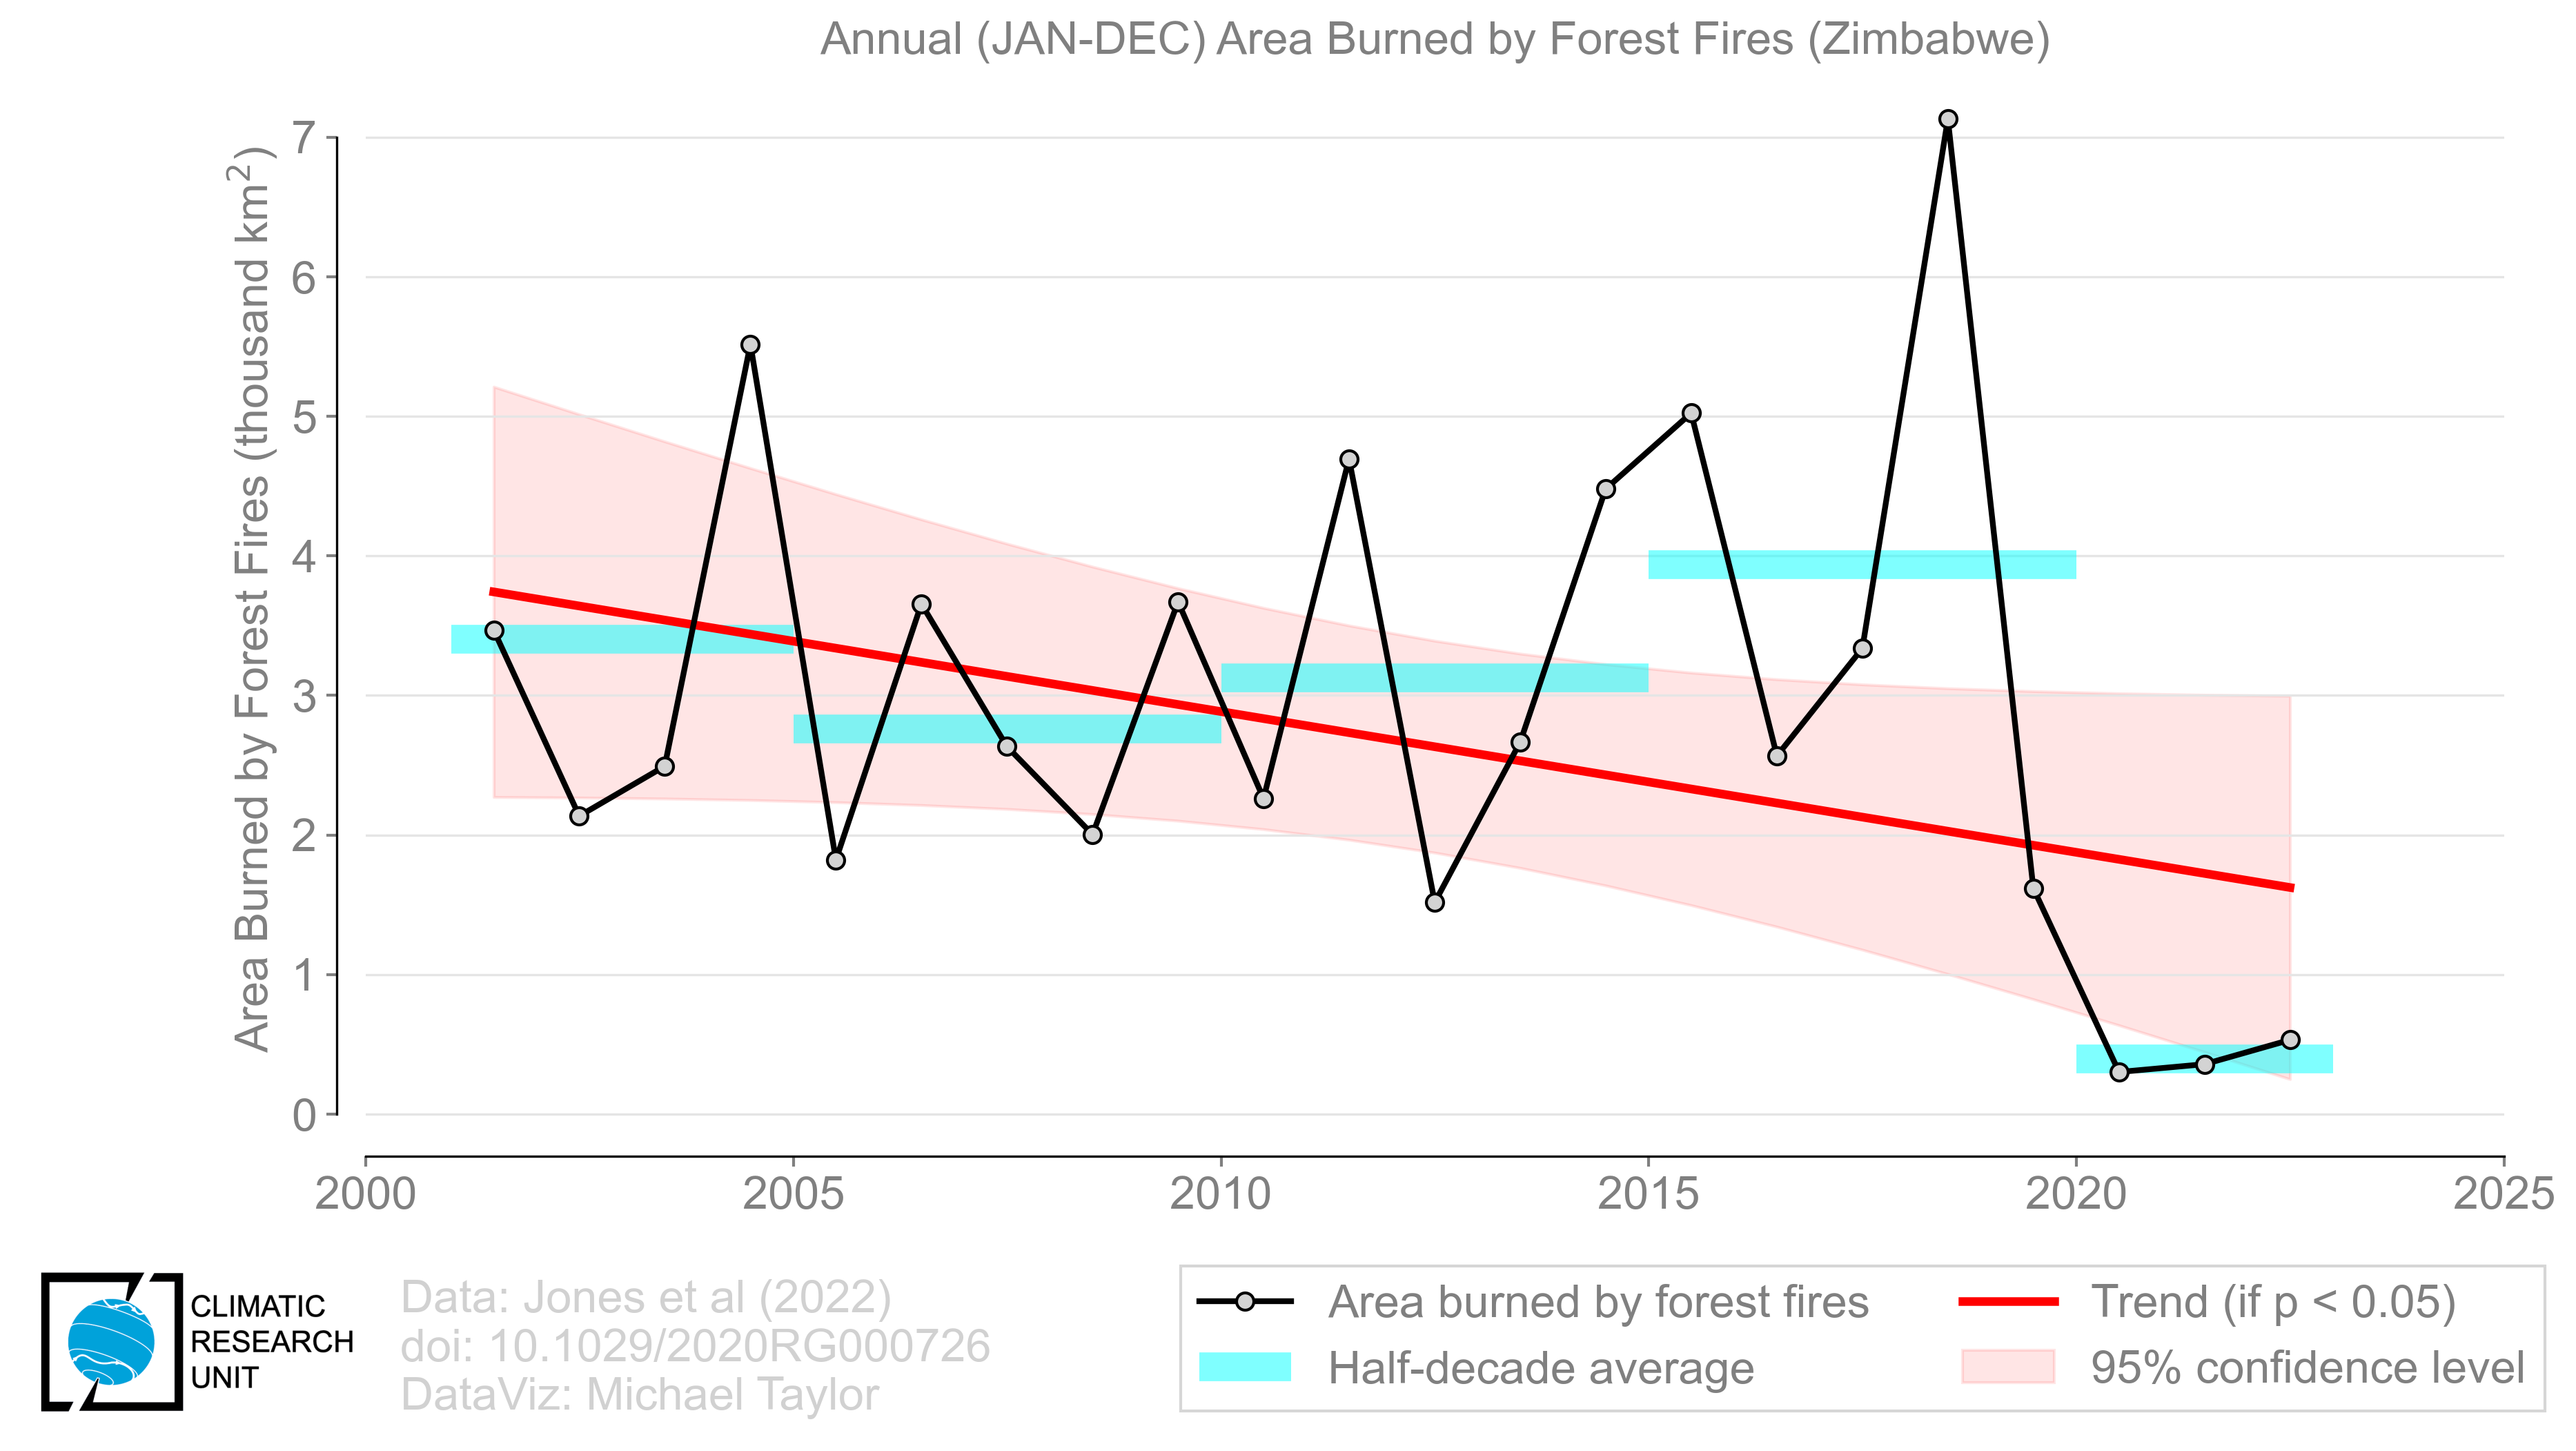 Annual (JAN-DEC) Area Burned by Forest Fires (Zimbabwe)
Area Burned by Forest Fires (thousand km²)
7
6
5
4
3
2
1
0
2000 2005 2010 2015 2020 2025
CLIMATIC
RESEARCH
UNIT
Data: Jones et al (2022)
doi: 10.1029/2020RG000726
DataViz: Michael Taylor
Area burned by forest fires
Half-decade average
Trend (if p < 0.05)
95% confidence level